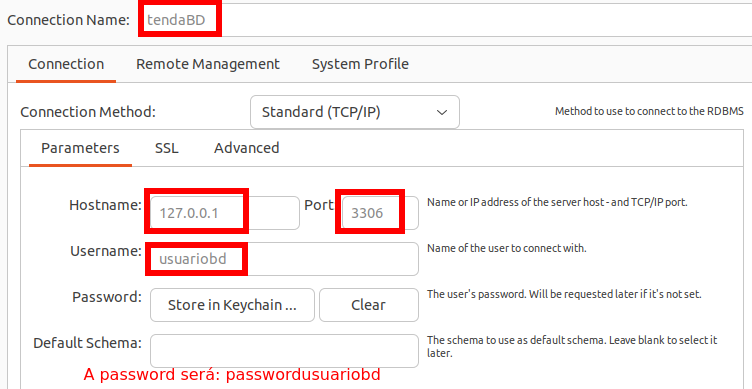 Connection Name: tendaBD
Connection Remote Management System Profile
Connection Method: Standard (TCP/IP) Method to use to connect to the RDBMS
Parameters SSL Advanced
Hostname: 127.0.0.1 Port 3306 Name or IP address of the server host - and TCP/IP port.
Username: usuariobd Name of the user to connect with.
Password: Store in Keychain ... Clear The user's password. Will be requested later if it's not set.
Default Schema: The schema to use as default schema. Leave blank to select it
later.
A password será: passwordusuariobd